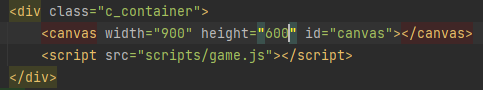 <div class="c_container">
<canvas width="900" height="600" id="canvas"></canvas>
<script src="scripts/game.js"></script>
</div>